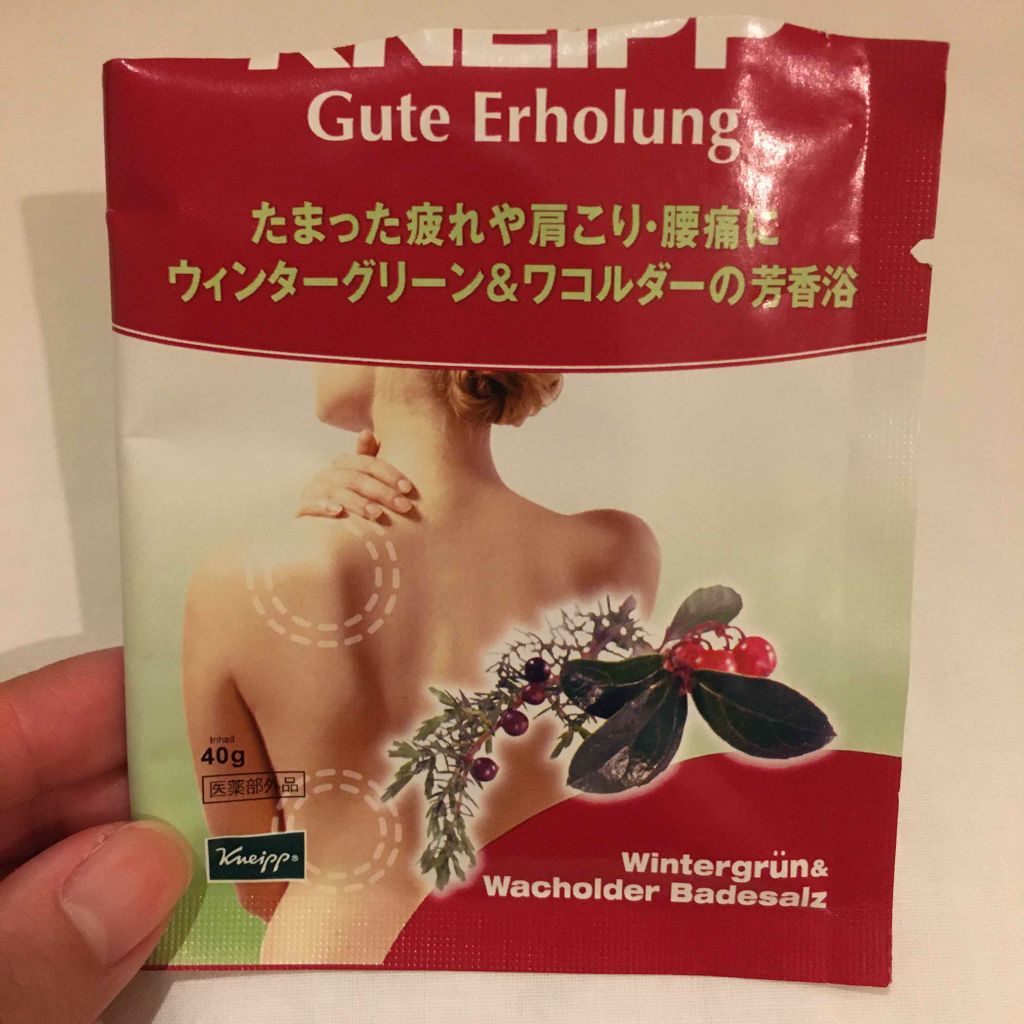 KNEIPP
Gute Erholung
たまった疲れや肩こり・腰痛に
ウィンターグリーン&ワコルダーの芳香浴
Inhalt
40g
医薬部外品
Kneipp®
Wintergrün&
Wacholder Badesalz